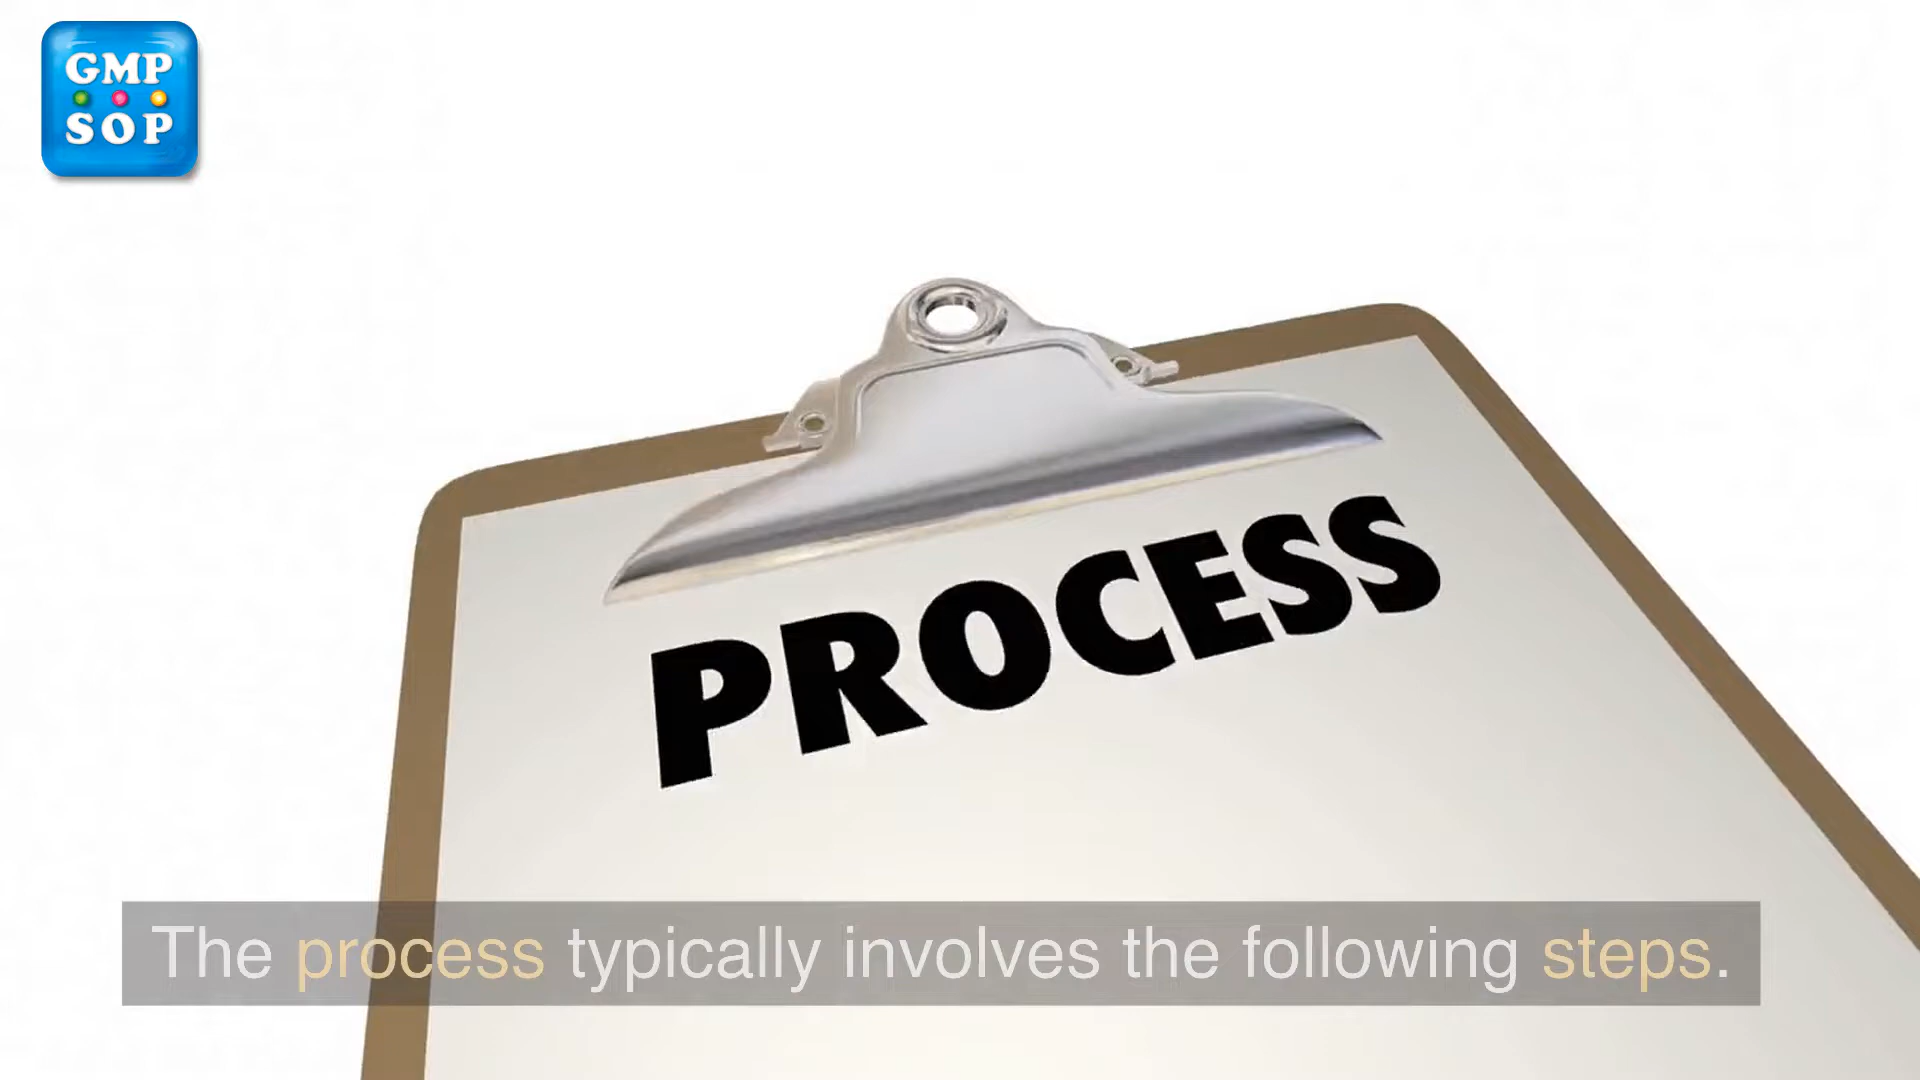 GMP
SOP
PROCESS
The process typically involves the following steps.